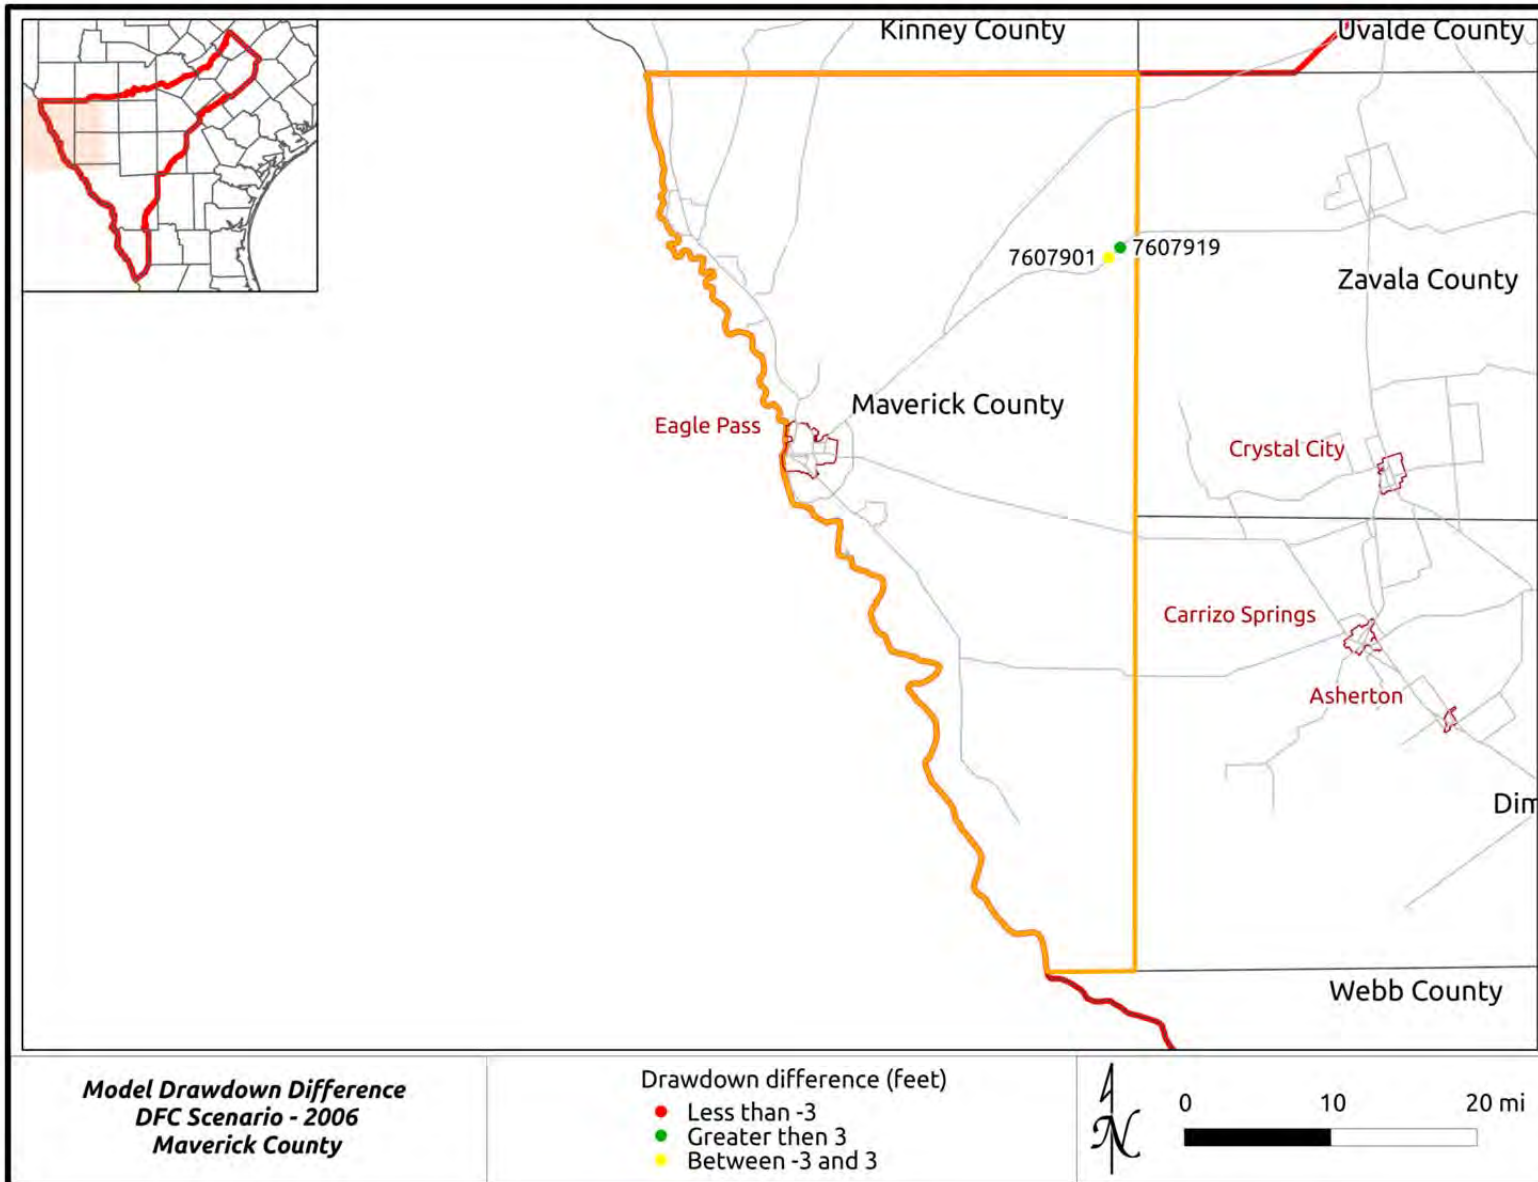 Kinney County
Uvalde County
7607901
7607919
Zavala County
Maverick County
Eagle Pass
Crystal City
Carrizo Springs
Asherton
Dim
Webb County
Model Drawdown Difference
DFC Scenario - 2006
Maverick County
Drawdown difference (feet)
Less than -3
Greater then 3
Between -3 and 3
N
0 10 20 mi